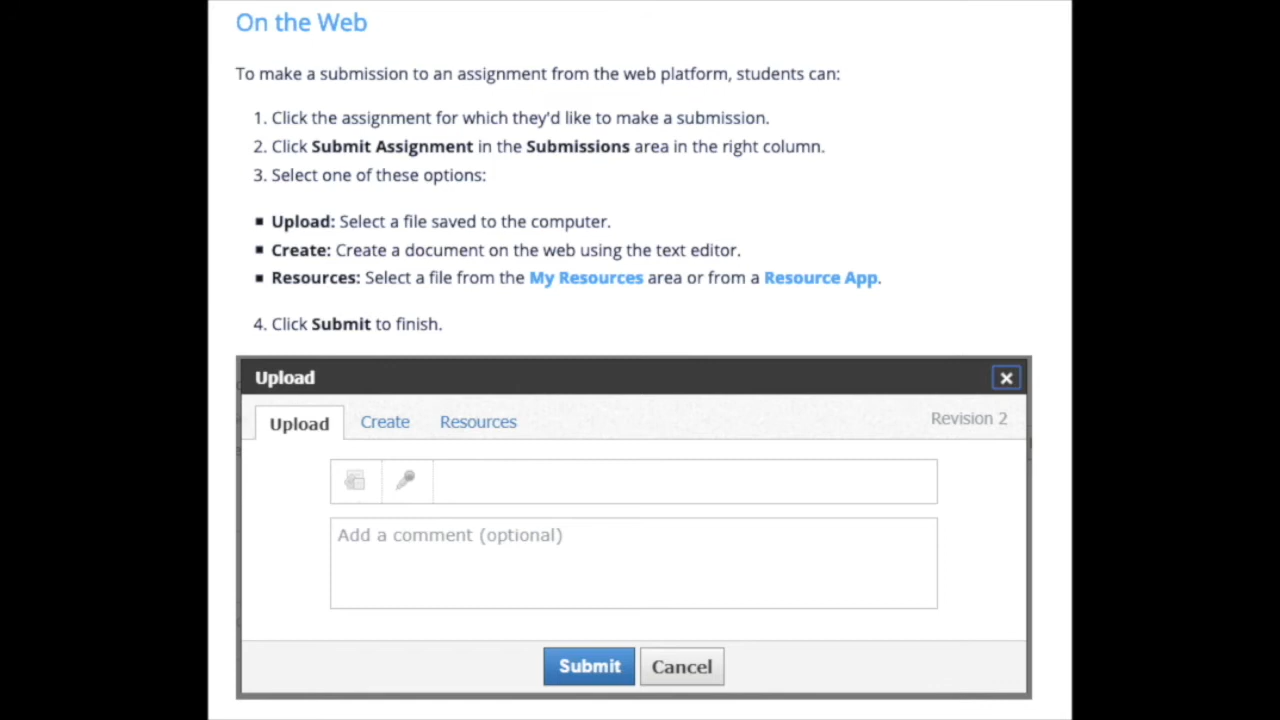 On the Web
To make a submission to an assignment from the web platform, students can:
1. Click the assignment for which they'd like to make a submission.
2. Click Submit Assignment in the Submissions area in the right column.
3. Select one of these options:
▪ Upload: Select a file saved to the computer.
▪ Create: Create a document on the web using the text editor.
▪ Resources: Select a file from the My Resources area or from a Resource App.
4. Click Submit to finish.
Upload
Upload Create Resources Revision 2
Add a comment (optional)
Submit Cancel